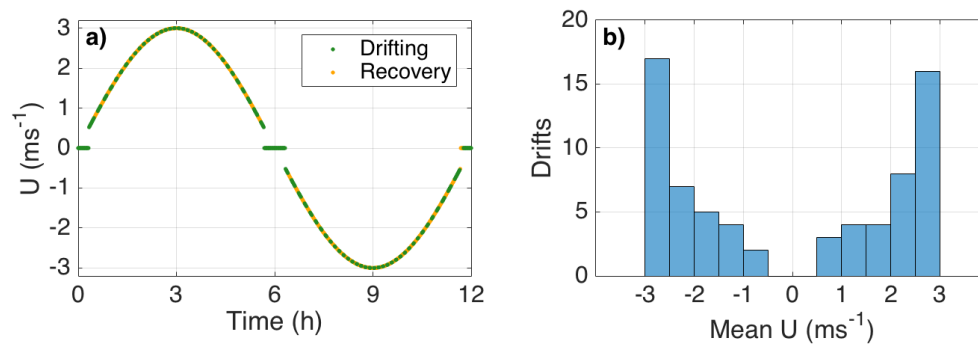 a)
Drifting
Recovery
3
2
1
0
-1
-2
-3
U (ms⁻¹)
0 3 6 9 12
Time (h)
b)
20
15
10
5
0
Drifts
-3 -2 -1 0 1 2 3
Mean U (ms⁻¹)